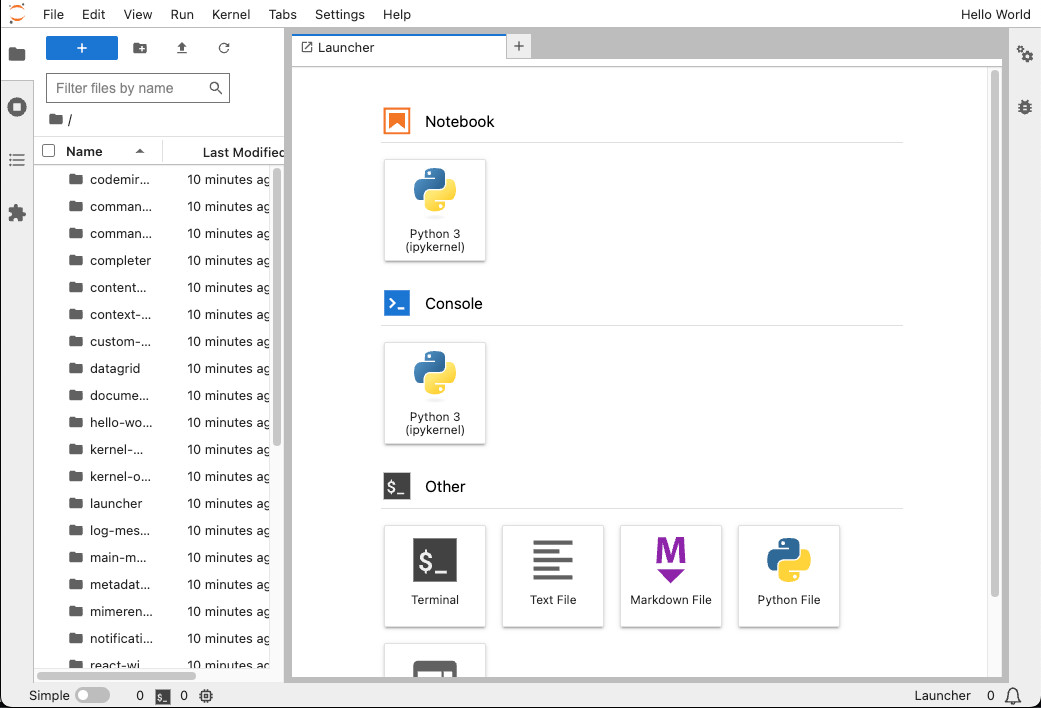 File Edit View Run Kernel Tabs Settings Help Hello World
+
Filter files by name
/
Name Last Modified
codemir... 10 minutes ag
comman... 10 minutes ag
comman... 10 minutes ag
completer 10 minutes ag
content... 10 minutes ag
context-... 10 minutes ag
custom-... 10 minutes ag
datagrid 10 minutes ag
docume... 10 minutes ag
hello-wo... 10 minutes ag
kernel-... 10 minutes ag
kernel-o... 10 minutes ag
launcher 10 minutes ag
log-mes... 10 minutes ag
main-m... 10 minutes ag
metadat... 10 minutes ag
mimeren... 10 minutes ag
notificati... 10 minutes ag
react-wi... 10 minutes ag
Launcher +
Notebook
Python 3
(ipykernel)
>_ Console
Python 3
(ipykernel)
$_ Other
$_ M
Terminal Text File Markdown File Python File
Simple 0 $_ 0 Launcher 0